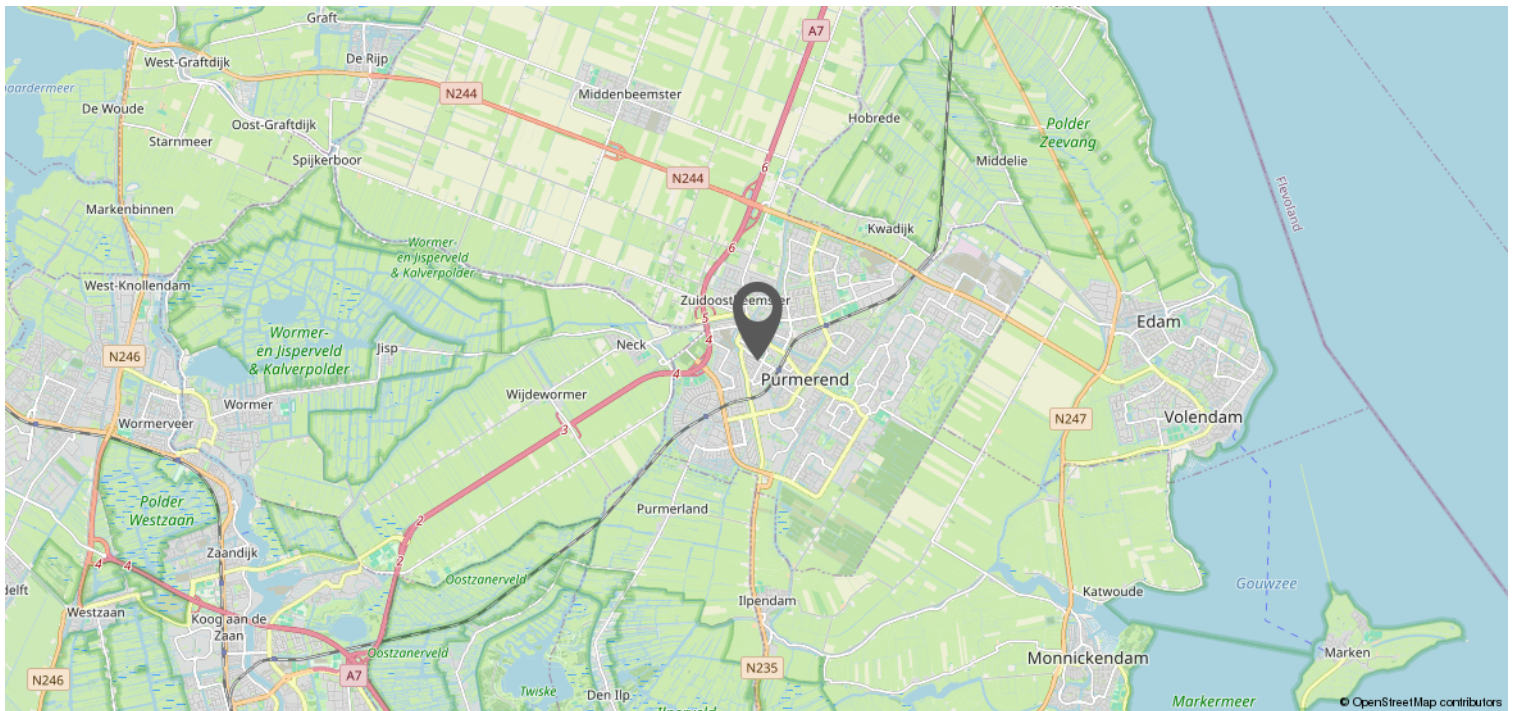 Graft
A7
West-Graftdijk
De Rijp
Middenbeemster
N244
De Woude
Oost-Graftdijk
Hobrede
Polder
Zeevang
Starnmeer
Spijkerboor
Middelie
6
N244
Flevoland
Markenbinnen
Kwadijk
Wormer-
en Jisperveld
& Kalverpolder
6
West-Knollendam
5
Edam
Wormer-
en Jisperveld
& Kalverpolder
4
Neck
Jisp
N246
4
Purmerend
Wijdewormer
Wormer
Volendam
N247
Wormerveer
3
Polder
Westzaan
Purmerland
2
Zaandijk
2
4
4
Oostzanerveld
Gouwzee
Katwoude
Ilpendam
Westzaan
Koog aan de
Zaan
Oostzanerveld
Marken
Monnickendam
N235
A7
N246
Twiske
Den Ilp
Markermeer
© OpenStreetMap contributors